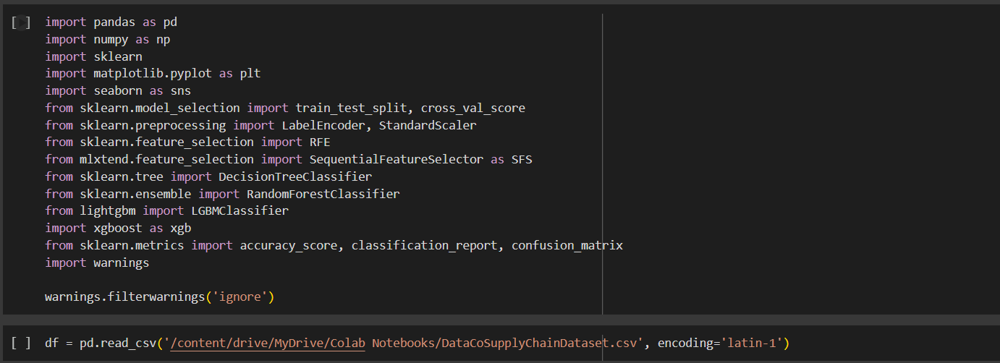 [ ] import pandas as pd
import numpy as np
import sklearn
import matplotlib.pyplot as plt
import seaborn as sns
from sklearn.model_selection import train_test_split, cross_val_score
from sklearn.preprocessing import LabelEncoder, StandardScaler
from sklearn.feature_selection import RFE
from mlxtend.feature_selection import SequentialFeatureSelector as SFS
from sklearn.tree import DecisionTreeClassifier
from sklearn.ensemble import RandomForestClassifier
from lightgbm import LGBMClassifier
import xgboost as xgb
from sklearn.metrics import accuracy_score, classification_report, confusion_matrix
import warnings
warnings.filterwarnings('ignore')
[ ] df = pd.read_csv('/content/drive/MyDrive/Colab Notebooks/DataCoSupplyChainDataset.csv', encoding='latin-1')